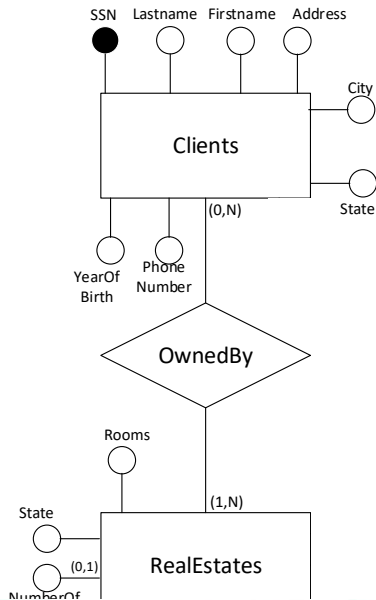 SSN
Lastname
Firstname
Address
City
Clients
State
(0,N)
YearOf
Birth
Phone
Number
OwnedBy
Rooms
(1,N)
State
RealEstates
(0,1)
NumberOf